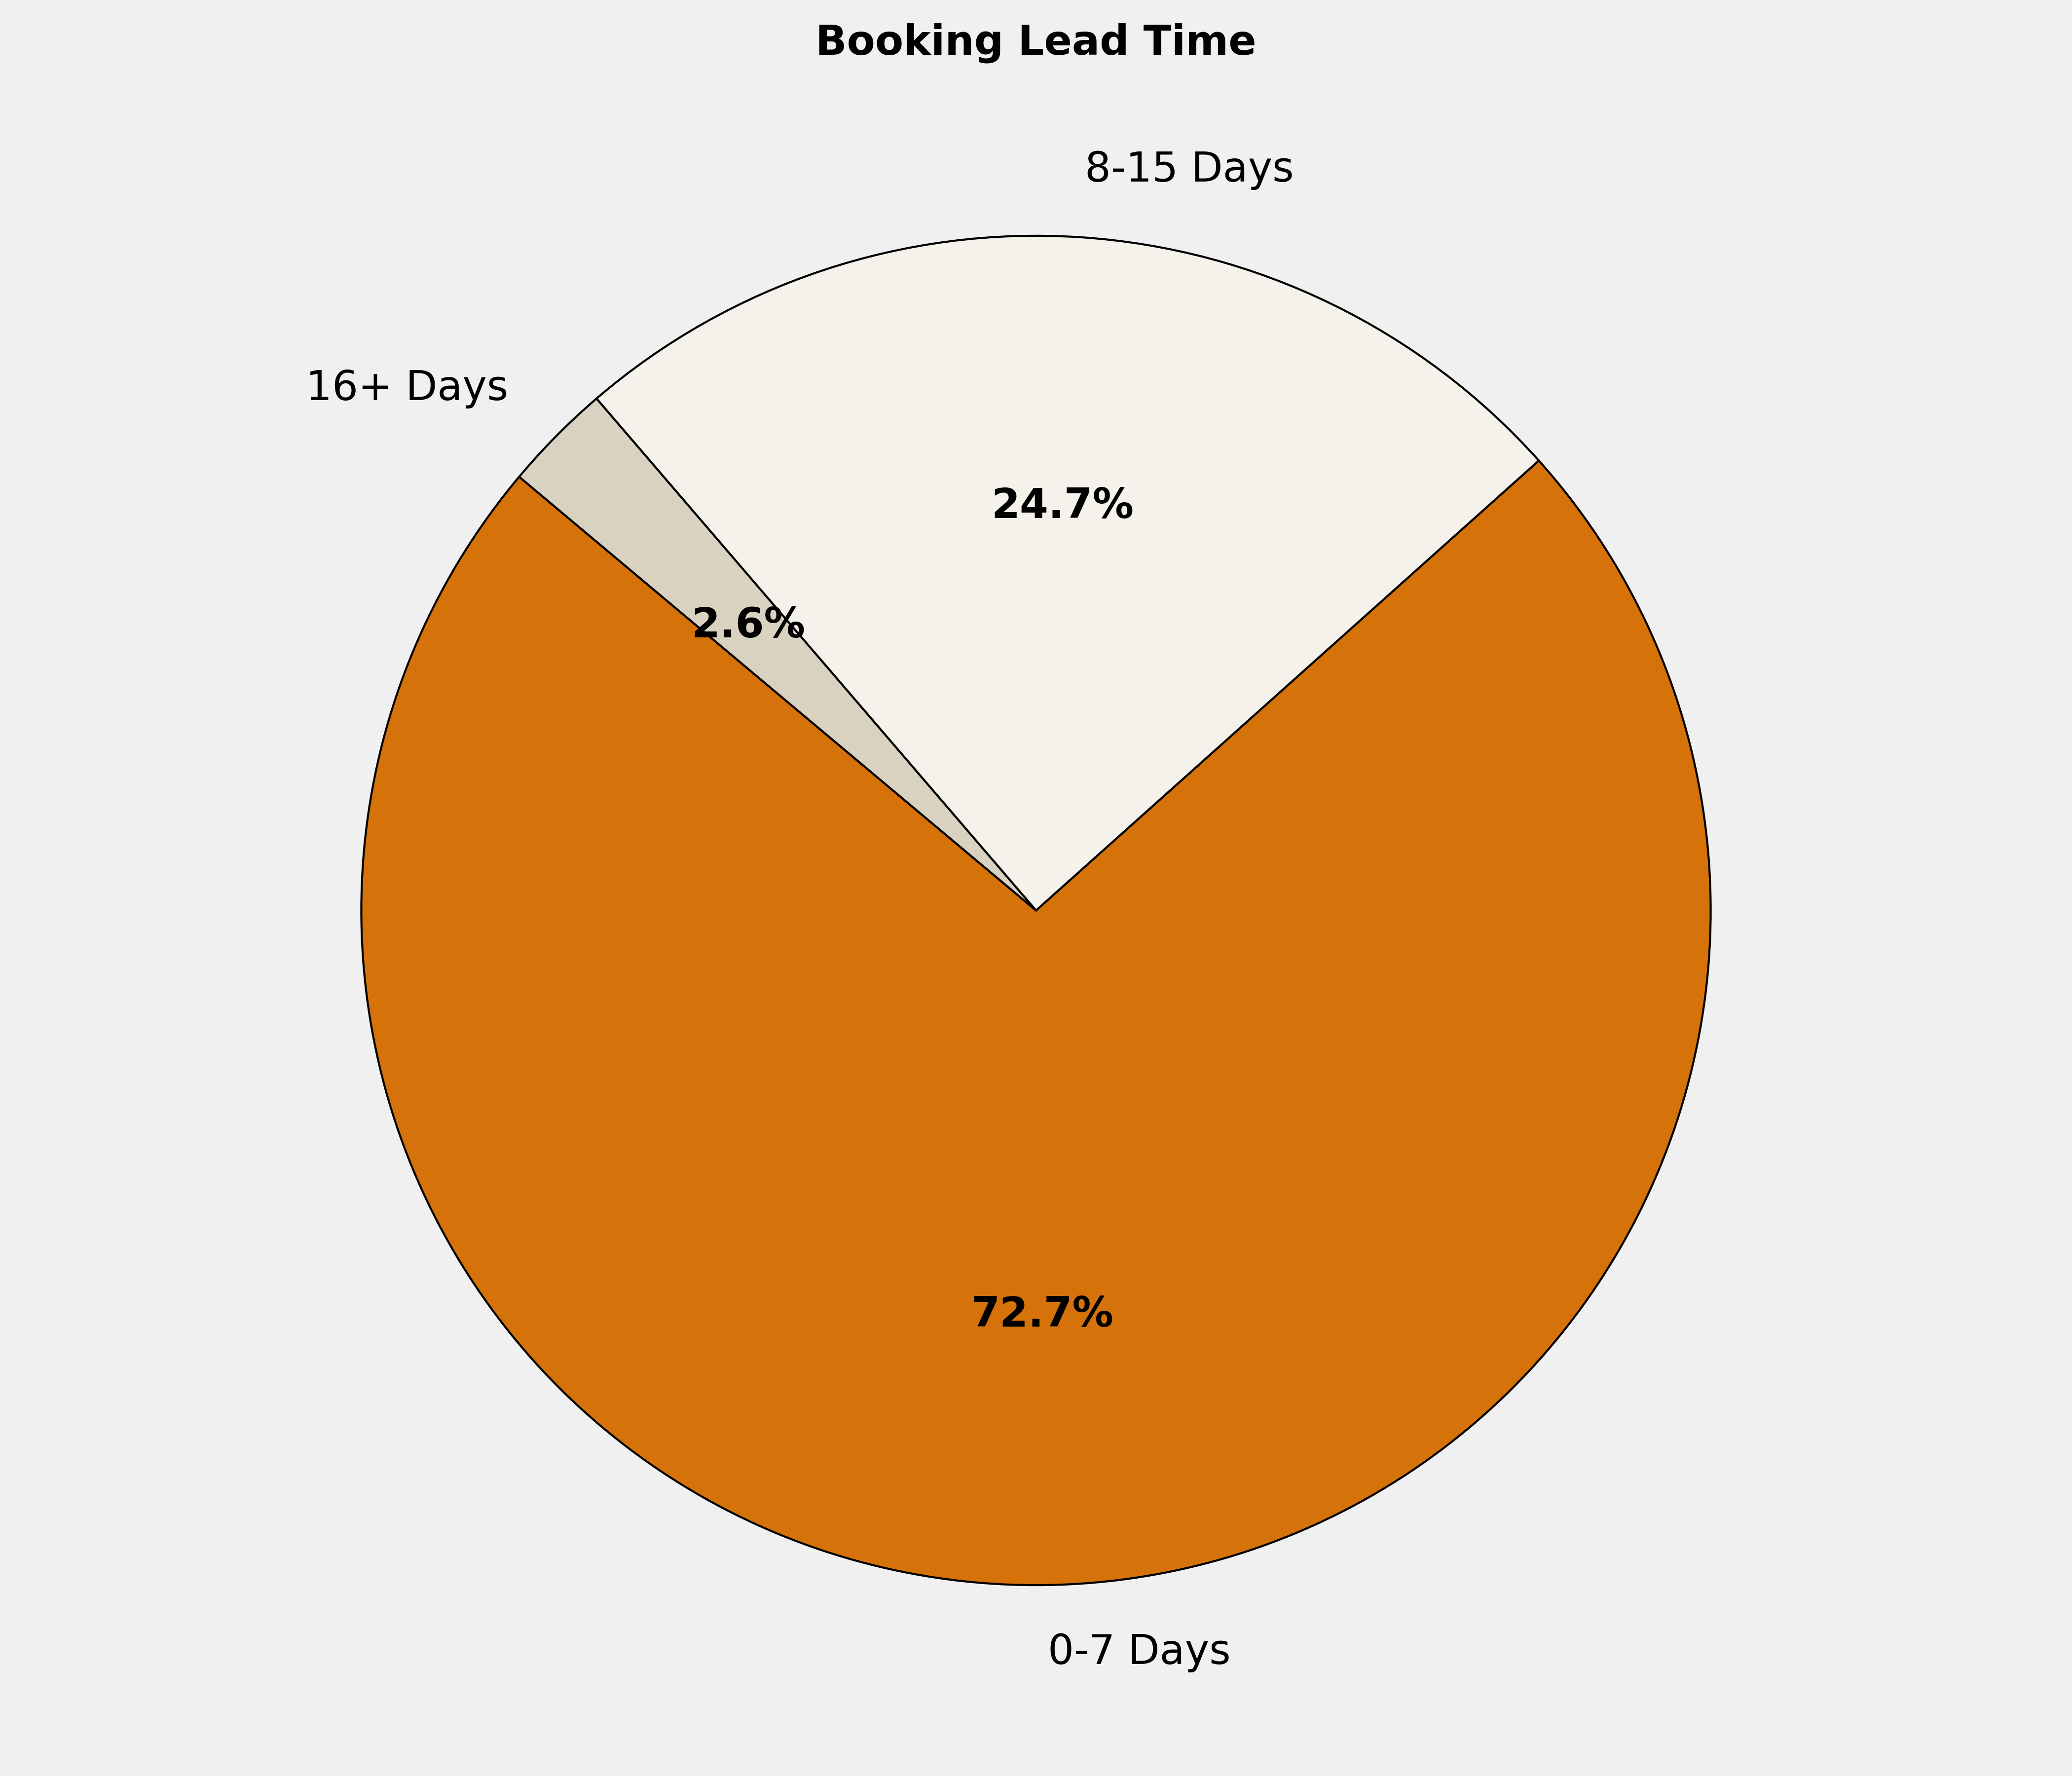 Booking Lead Time
8-15 Days
16+ Days
24.7%
2.6%
72.7%
0-7 Days